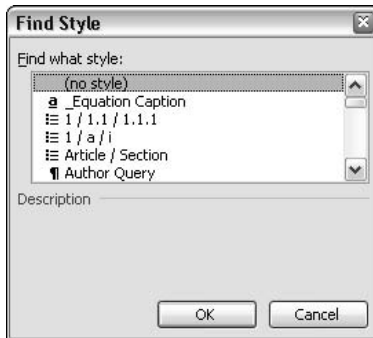 Find Style
Find what style:
(no style)
a _Equation Caption
1 / 1.1 / 1.1.1
1 / a / i
Article / Section
¶ Author Query
Description
OK Cancel